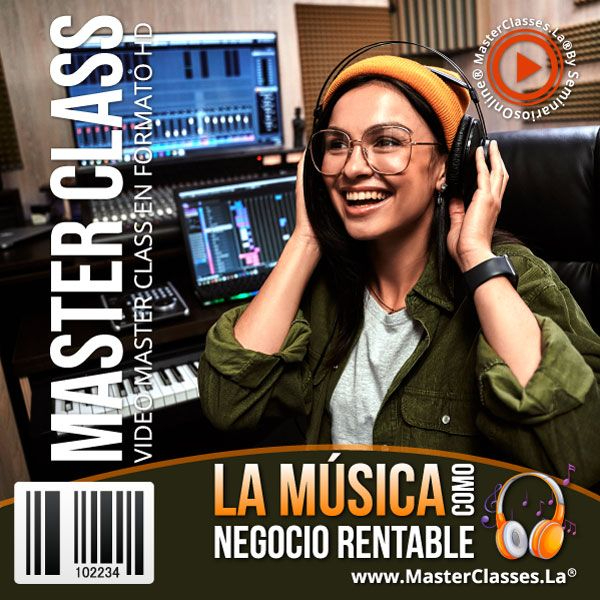 MASTER CLASS
VIDEO MASTER CLASS EN FORMATO HD
MasterClasses.La® By SeminariosOnline®
LA MÚSICA
COMO
NEGOCIO RENTABLE
102234
www.MasterClasses.La®